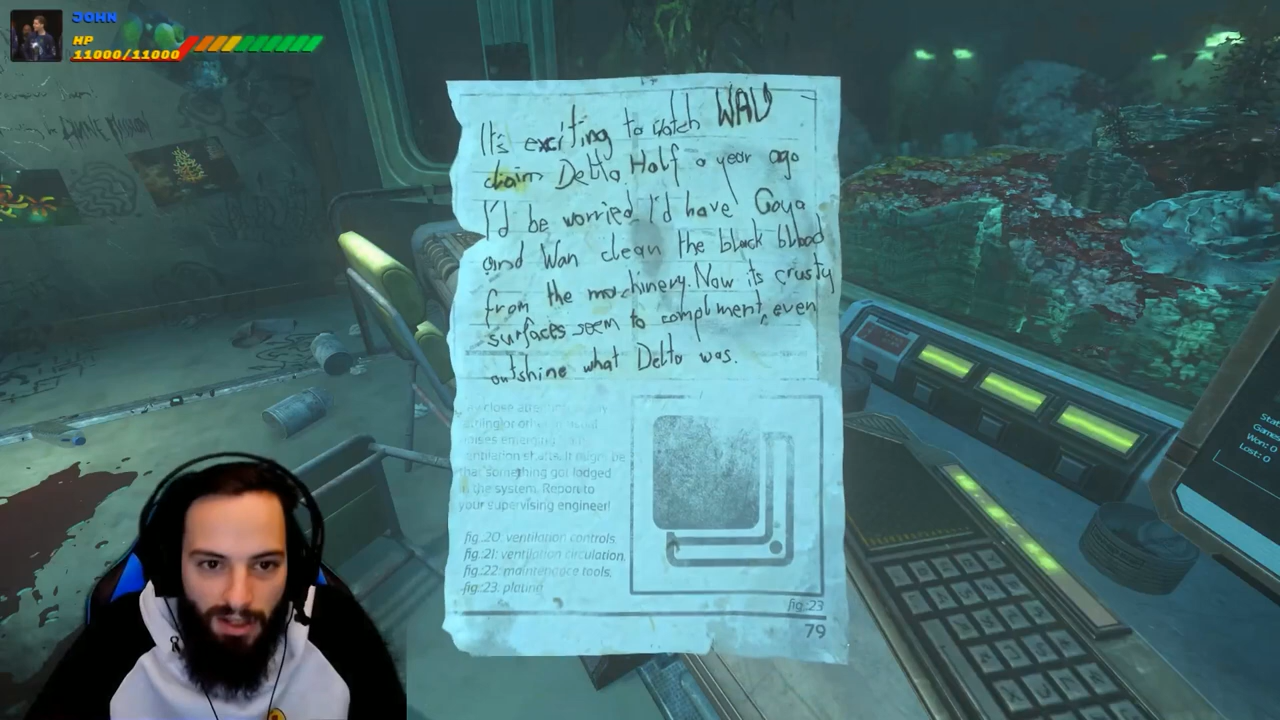 JOHN
HP
11000/11000
It's exciting to watch WAU
claim Delta Half a year ago
I'd be worried, I'd have Goya
and Wan clean the black blood
from the machinery. Now its crusty
surfaces seem to compliment, even
outshine what Delta was.
in the system. Report to
your supervising engineer!
fig. 20: ventilation controls,
fig. 21: ventilation circulation,
fig. 22: maintenance tools,
fig. 23: plating
fig. 23
79
Won: 0
Lost: 0